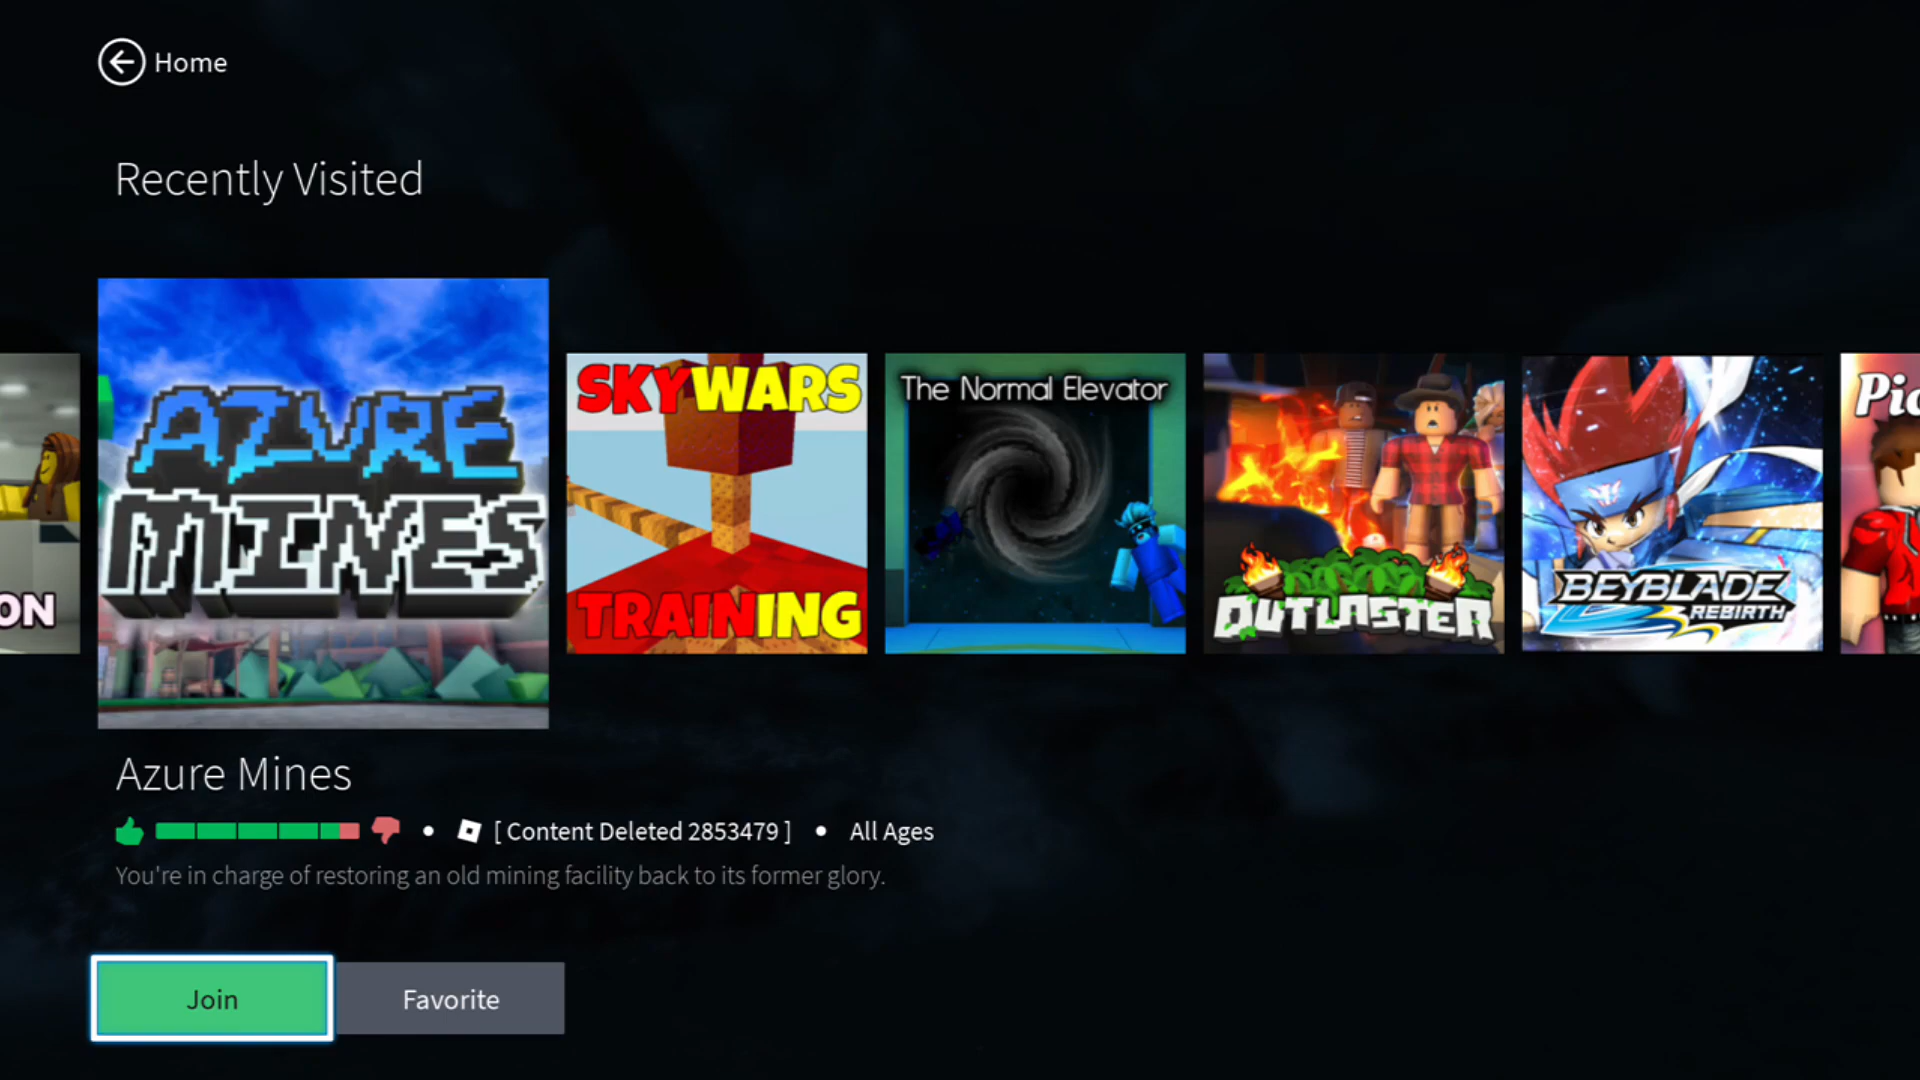 Home
Recently Visited
ON
AZURE
MINES
SKYWARS
TRAINING
The Normal Elevator
OUTLASTER
BEYBLADE
REBIRTH
Azure Mines
• [ Content Deleted 2853479 ] • All Ages
You're in charge of restoring an old mining facility back to its former glory.
Join
Favorite